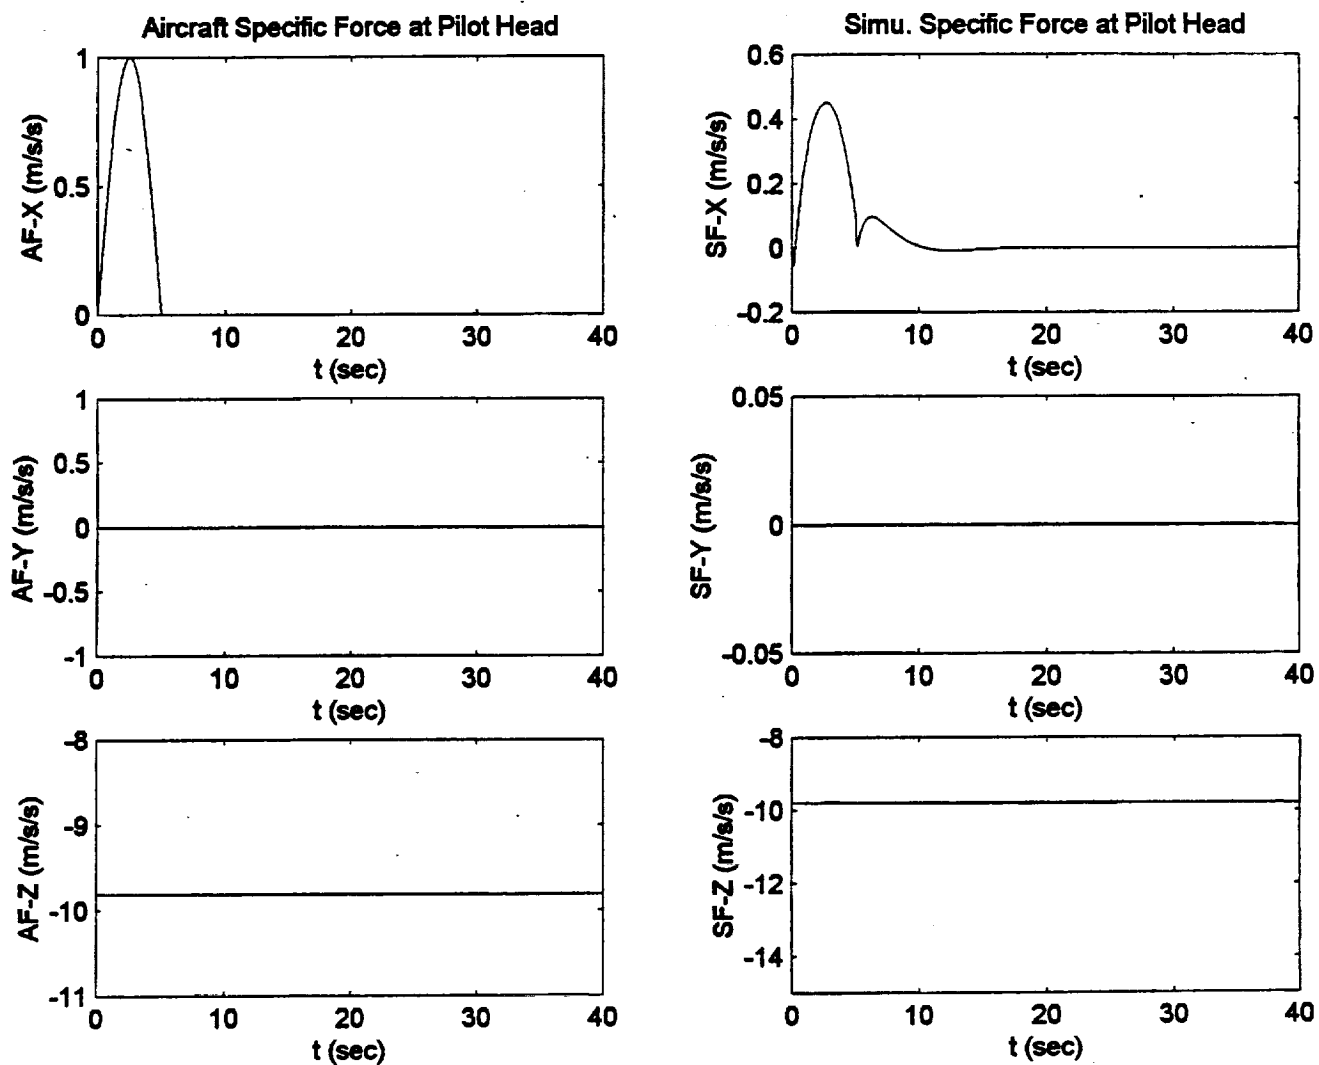 Aircraft Specific Force at Pilot Head
AF-X (m/s/s)
1
0.5
0
0 10 20 30 40
t (sec)
Simu. Specific Force at Pilot Head
SF-X (m/s/s)
0.6
0.4
0.2
0
-0.2
0 10 20 30 40
t (sec)
AF-Y (m/s/s)
1
0.5
0
-0.5
-1
0 10 20 30 40
t (sec)
SF-Y (m/s/s)
0.05
0
-0.05
0 10 20 30 40
t (sec)
AF-Z (m/s/s)
-8
-9
-10
-11
0 10 20 30 40
t (sec)
SF-Z (m/s/s)
-8
-10
-12
-14
0 10 20 30 40
t (sec)